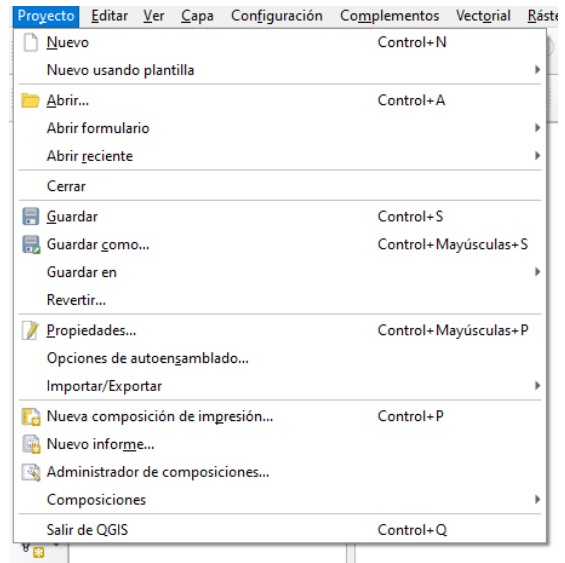 Proyecto Editar Ver Capa Configuración Complementos Vectorial Ráste
Nuevo Control+N
Nuevo usando plantilla
Abrir... Control+A
Abrir formulario
Abrir reciente
Cerrar
Guardar Control+S
Guardar como... Control+Mayúsculas+S
Guardar en
Revertir...
Propiedades... Control+Mayúsculas+P
Opciones de autoensamblado...
Importar/Exportar
Nueva composición de impresión... Control+P
Nuevo informe...
Administrador de composiciones...
Composiciones
Salir de QGIS Control+Q